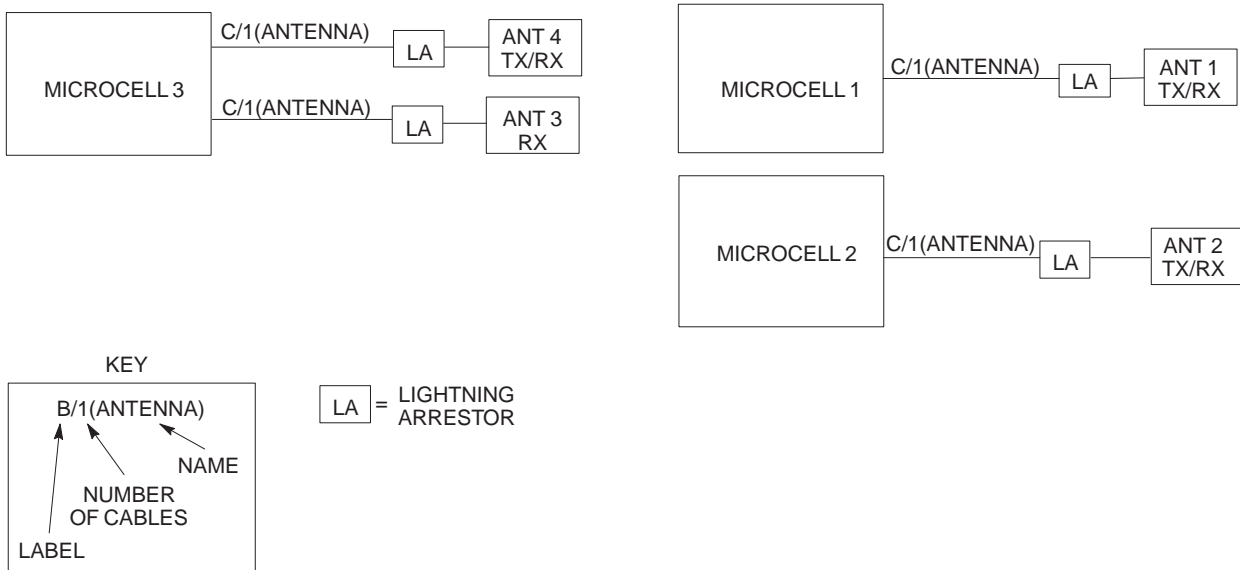 C/1(ANTENNA)
LA
ANT 4
TX/RX
MICROCELL 3
C/1(ANTENNA)
LA
ANT 3
RX
C/1(ANTENNA)
LA
ANT 1
TX/RX
MICROCELL 1
C/1(ANTENNA)
LA
ANT 2
TX/RX
MICROCELL 2
KEY
B/1(ANTENNA)
NAME
NUMBER
OF CABLES
LABEL
LA = LIGHTNING
ARRESTOR